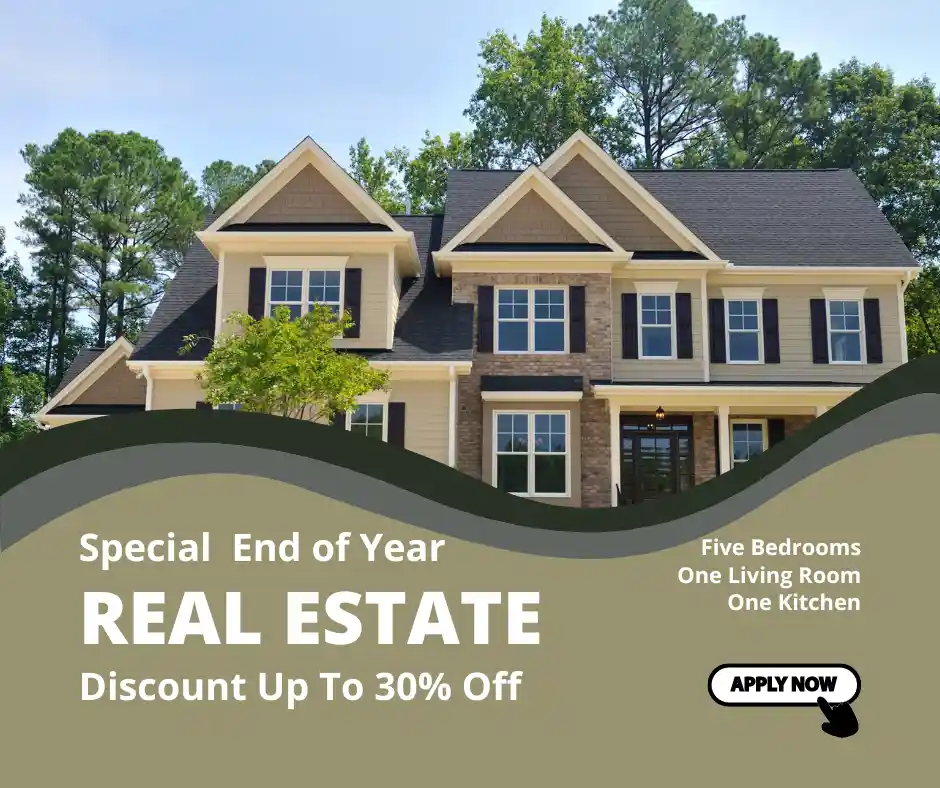 Special End of Year
REAL ESTATE
Discount Up To 30% Off
Five Bedrooms
One Living Room
One Kitchen
APPLY NOW